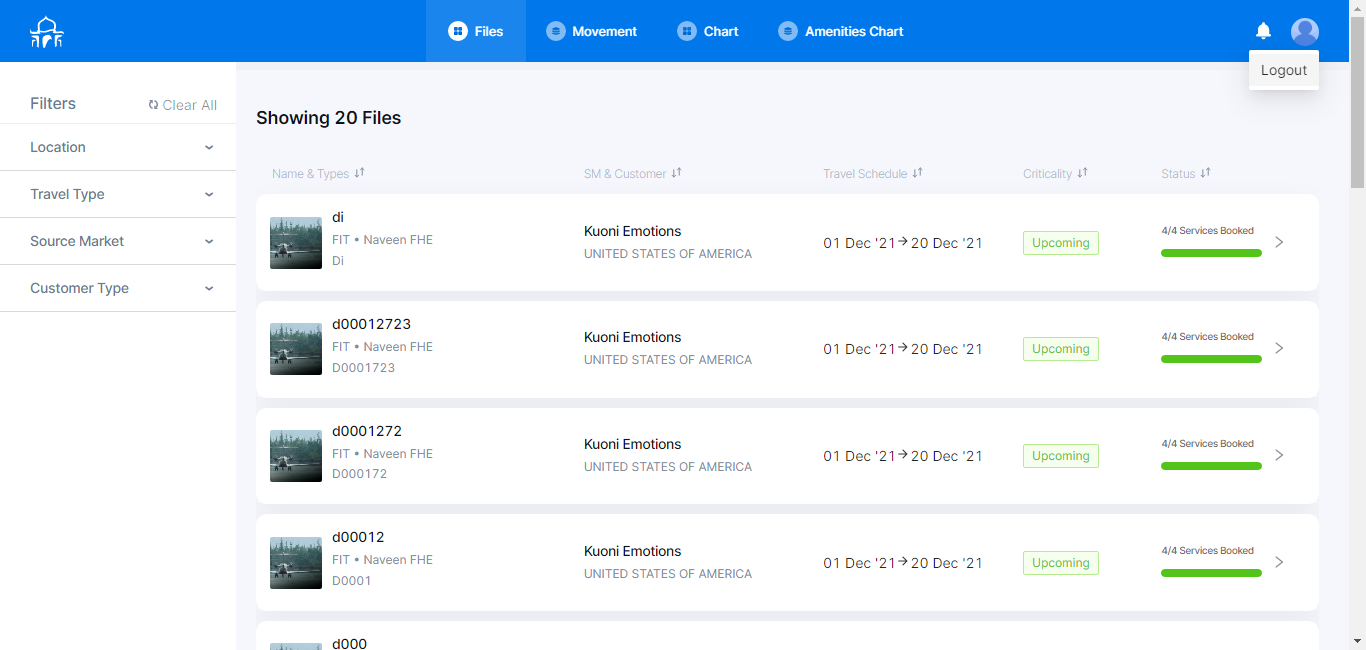 Files
Movement
Chart
Amenities Chart
Logout
Filters
Clear All
Location
Travel Type
Source Market
Customer Type
Showing 20 Files
Name & Types
SM & Customer
Travel Schedule
Criticality
Status
di
FIT • Naveen FHE
Di
Kuoni Emotions
UNITED STATES OF AMERICA
01 Dec '21→20 Dec '21
Upcoming
4/4 Services Booked
d00012723
FIT • Naveen FHE
D0001723
Kuoni Emotions
UNITED STATES OF AMERICA
01 Dec '21→20 Dec '21
Upcoming
4/4 Services Booked
d0001272
FIT • Naveen FHE
D000172
Kuoni Emotions
UNITED STATES OF AMERICA
01 Dec '21→20 Dec '21
Upcoming
4/4 Services Booked
d00012
FIT • Naveen FHE
D0001
Kuoni Emotions
UNITED STATES OF AMERICA
01 Dec '21→20 Dec '21
Upcoming
4/4 Services Booked
d000